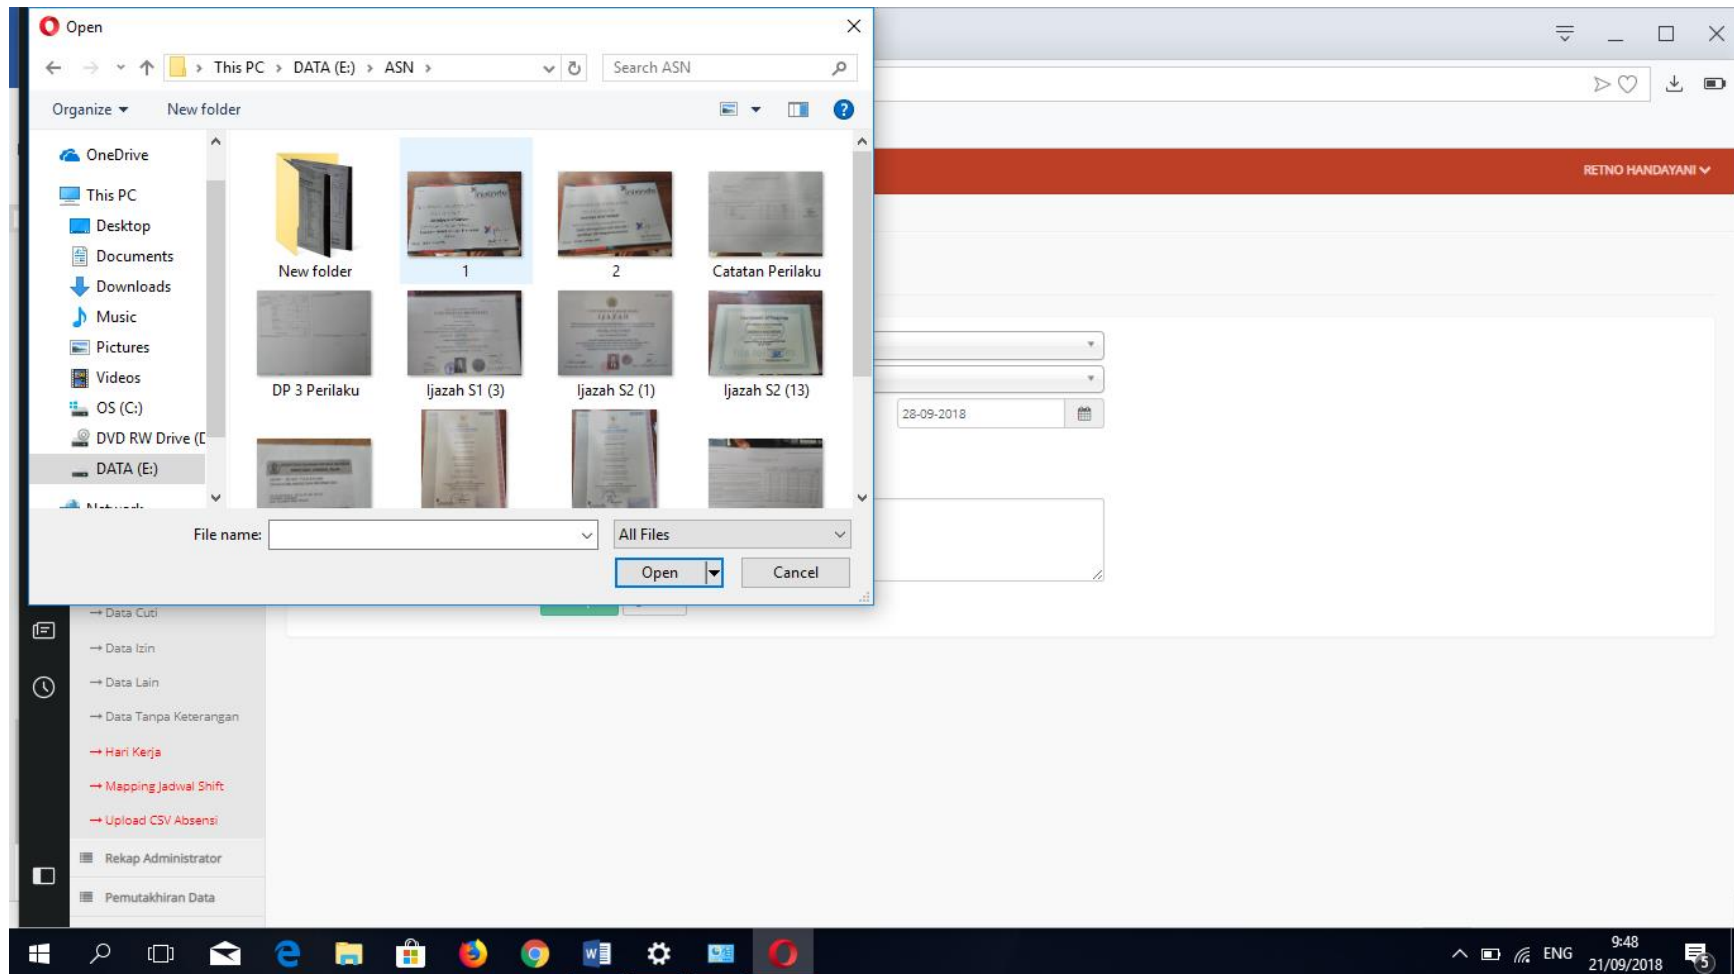 Open
This PC > DATA (E:) > ASN >
Search ASN
Organize
New folder
OneDrive
This PC
Desktop
Documents
Downloads
Music
Pictures
Videos
OS (C:)
DVD RW Drive (D
DATA (E:)
Network
New folder
1
2
Catatan Perilaku
DP 3 Perilaku
Ijazah S1 (3)
Ijazah S2 (1)
Ijazah S2 (13)
IJAZAH
File name:
All Files
Open
Cancel
RETNO HANDAYANI
28-09-2018
→ Data Cuti
→ Data Izin
→ Data Lain
→ Data Tanpa Keterangan
→ Hari Kerja
→ Mapping Jadwal Shift
→ Upload CSV Absensi
Rekap Administrator
Pemutakhiran Data
ENG
9:48
21/09/2018
5